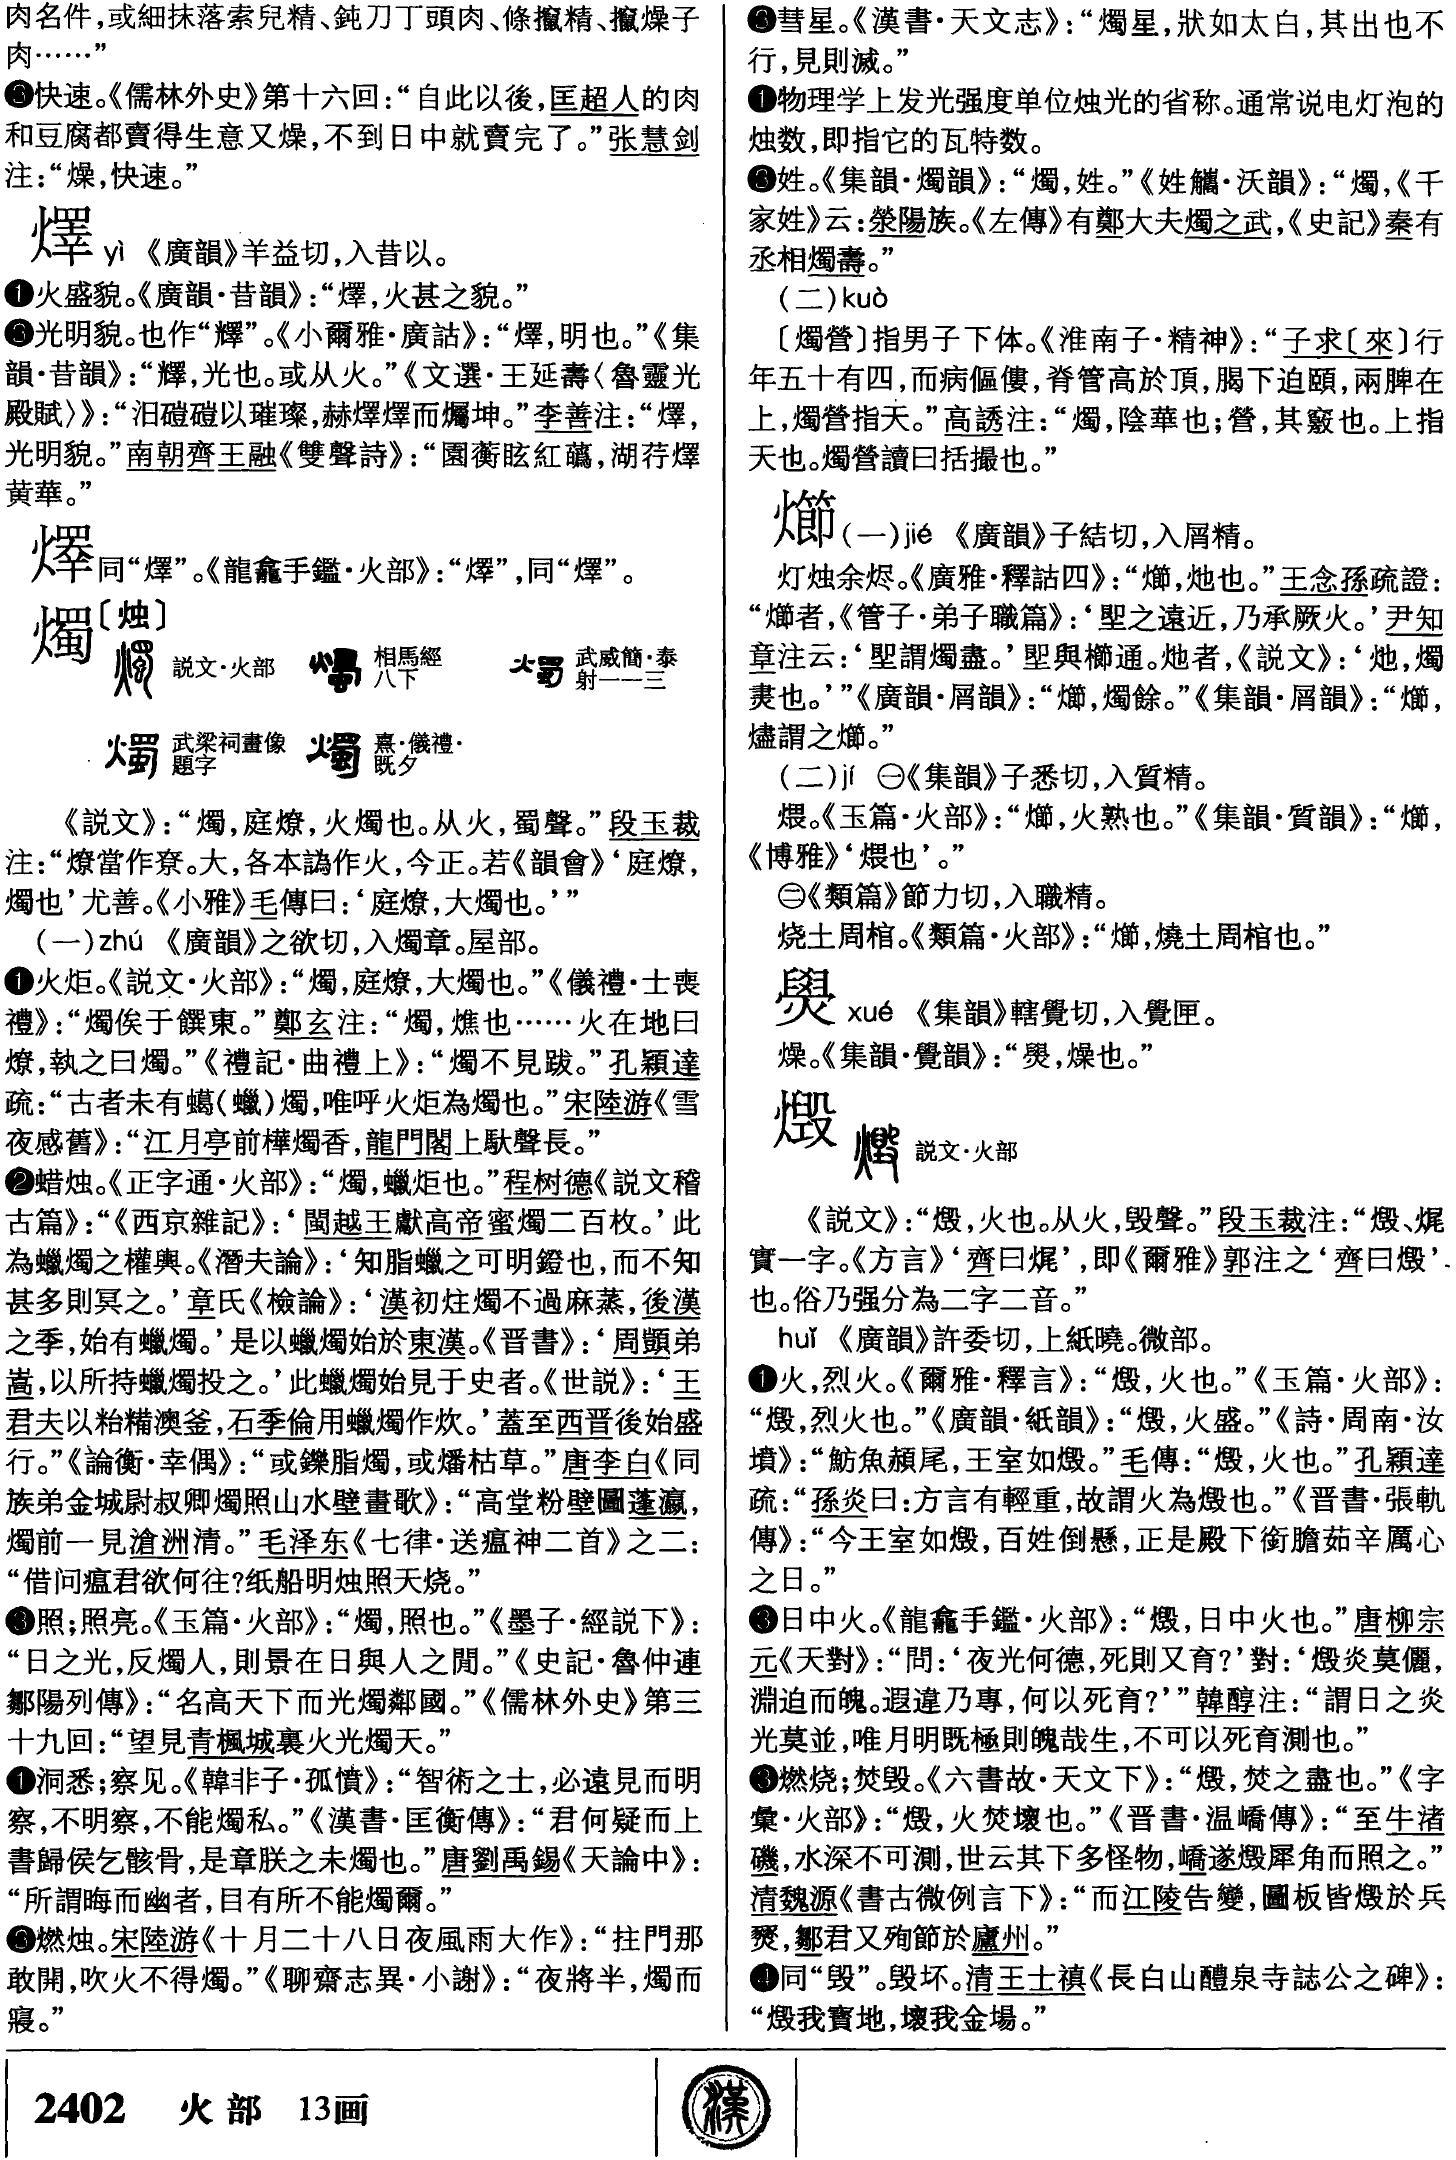 肉名件，或細抹落索兒精、鈍刀丁頭肉、條攛精、攛燥子
肉……”
❸快速。《儒林外史》第十六回：“自此以後，匡超人的肉
和豆腐都賣得生意又燥，不到日中就賣完了。”张慧剑
注：“燥，快速。”
燡 yì 《廣韻》羊益切，入昔以。
❶火盛貌。《廣韻·昔韻》：“燡，火甚之貌。”
❷光明貌。也作“𤐫”。《小爾雅·廣詁》：“燡，明也。”《集
韻·昔韻》：“𤐫，光也。或从火。”《文選·王延壽〈魯靈光
殿賦〉》：“汩磑磑以璀璨，赫燡燡而爥坤。”李善注：“燡，
光明貌。”南朝齊王融《雙聲詩》：“園蘅眩紅蘤，湖荇燡
黄華。”
同“燡”。《龍龕手鑑·火部》：“”，同“燡”。
燭〔烛〕
説文·火部 相馬經八下 武威簡·泰射一一三
武梁祠畫像題字 熹·儀禮·既夕
《説文》：“燭，庭燎，火燭也。从火，蜀聲。”段玉裁
注：“燎當作尞。大，各本譌作火，今正。若《韻會》‘庭燎，
燭也’尤善。《小雅》毛傳曰：‘庭燎，大燭也。’”
（一）zhú 《廣韻》之欲切，入燭章。屋部。
❶火炬。《説文·火部》：“燭，庭燎，大燭也。”《儀禮·士喪
禮》：“燭俟于饌東。”鄭玄注：“燭，燋也……火在地曰
燎，執之曰燭。”《禮記·曲禮上》：“燭不見跋。”孔穎達
疏：“古者未有蠟（蠟）燭，唯呼火炬為燭也。”宋陸游《雪
夜感舊》：“江月亭前樺燭香，龍門閣上馱聲長。”
❷蜡烛。《正字通·火部》：“燭，蠟炬也。”程树德《説文稽
古篇》：“《西京雜記》：‘閩越王獻高帝蜜燭二百枚。’此
為蠟燭之權輿。《潛夫論》：‘知脂蠟之可明鐙也，而不知
甚多則冥之。’章氏《檢論》：‘漢初炷燭不過麻蒸，後漢
之季，始有蠟燭。’是以蠟燭始於東漢。《晋書》：‘周顗弟
嵩，以所持蠟燭投之。’此蠟燭始見于史者。《世説》：‘王
君夫以粭糒澳釜，石季倫用蠟燭作炊。’蓋至西晋後始盛
行。”《論衡·幸偶》：“或鑠脂燭，或燔枯草。”唐李白《同
族弟金城尉叔卿燭照山水壁畫歌》：“高堂粉壁圖蓬瀛，
燭前一見滄洲清。”毛泽东《七律·送瘟神二首》之二：
“借问瘟君欲何往?纸船明烛照天烧。”
❸照；照亮。《玉篇·火部》：“燭，照也。”《墨子·經説下》：
“日之光，反燭人，則景在日與人之閒。”《史記·魯仲連
鄒陽列傳》：“名高天下而光燭鄰國。”《儒林外史》第三
十九回：“望見青楓城裏火光燭天。”
❹洞悉；察见。《韓非子·孤憤》：“智術之士，必遠見而明
察，不明察，不能燭私。”《漢書·匡衡傳》：“君何疑而上
書歸侯乞骸骨，是章朕之未燭也。”唐劉禹錫《天論中》：
“所謂晦而幽者，目有所不能燭爾。”
❺燃烛。宋陸游《十月二十八日夜風雨大作》：“拄門那
敢開，吹火不得燭。”《聊齋志異·小謝》：“夜將半，燭而
寢。”
❻彗星。《漢書·天文志》：“燭星，狀如太白，其出也不
行，見則滅。”
❼物理学上发光强度单位烛光的省称。通常说电灯泡的
烛数，即指它的瓦特数。
❽姓。《集韻·燭韻》：“燭，姓。”《姓觿·沃韻》：“燭，《千
家姓》云：滎陽族。《左傳》有鄭大夫燭之武，《史記》秦有
丞相燭壽。”
（二）kuò
〔燭營〕指男子下体。《淮南子·精神》：“子求〔來〕行
年五十有四，而病傴僂，脊管高於頂，𦞃下迫頤，兩脾在
上，燭營指天。”高誘注：“燭，陰華也；營，其竅也。上指
天也。燭營讀曰括撮也。”
㸅（一）jié 《廣韻》子結切，入屑精。
灯烛余烬。《廣雅·釋詁四》：“㸅，灺也。”王念孫疏證：
“㸅者，《管子·弟子職篇》：‘堲之遠近，乃承厥火。’尹知
章注云：‘堲謂燭盡。’堲與㸅通。灺者，《説文》：‘灺，燭
㶳也。’”《廣韻·屑韻》：“㸅，燭餘。”《集韻·屑韻》：“㸅，
燼謂之㸅。”
（二）jí ㊀《集韻》子悉切，入質精。
煨。《玉篇·火部》：“㸅，火熟也。”《集韻·質韻》：“㸅，
《博雅》‘煨也’。”
㊁《類篇》節力切，入職精。
烧土周棺。《類篇·火部》：“㸅，燒土周棺也。”
㶅 xué 《集韻》轄覺切，入覺匣。
燥。《集韻·覺韻》：“，燥也。”
燬
説文·火部
《説文》：“燬，火也。从火，毁聲。”段玉裁注：“燬、㷄
實一字。《方言》‘齊曰㷄’，即《爾雅》郭注之‘齊曰燬’
也。俗乃强分為二字二音。”
huǐ 《廣韻》許委切，上紙曉。微部。
❶火，烈火。《爾雅·釋言》：“燬，火也。”《玉篇·火部》：
“燬，烈火也。”《廣韻·紙韻》：“燬，火盛。”《詩·周南·汝
墳》：“魴魚赬尾，王室如燬。”毛傳：“燬，火也。”孔穎達
疏：“孫炎曰：方言有輕重，故謂火為燬也。”《晋書·張軌
傳》：“今王室如燬，百姓倒懸，正是殿下銜膽茹辛厲心
之日。”
❷日中火。《龍龕手鑑·火部》：“燬，日中火也。”唐柳宗
元《天對》：“問：‘夜光何德，死則又育?’對：‘燬炎莫儷，
淵迫而魄。遐違乃專，何以死育?’”韓醇注：“謂日之炎
光莫並，唯月明既極則魄哉生，不可以死育測也。”
❸燃烧；焚毁。《六書故·天文下》：“燬，焚之盡也。”《字
彙·火部》：“燬，火焚壞也。”《晋書·温嶠傳》：“至牛渚
磯，水深不可測，世云其下多怪物，嶠遂燬犀角而照之。”
清魏源《書古微例言下》：“而江陵告變，圖板皆燬於兵
燹，鄒君又殉節於廬州。”
❹同“毁”。毁坏。清王士禛《長白山醴泉寺誌公之碑》：
“燬我寳地，壞我金場。”
2402 火部 13画
漢